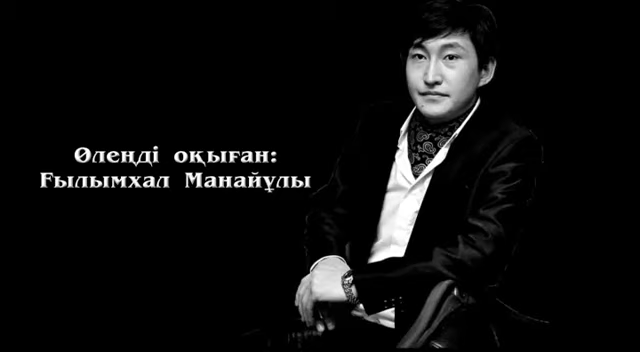 Өлеңді оқыған:
Ғылымхал Манайұлы